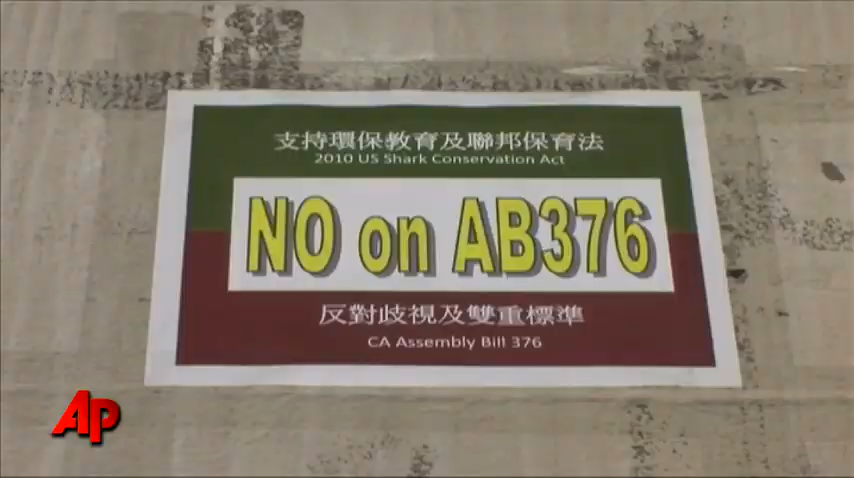 支持環保教育及聯邦保育法
2010 US Shark Conservation Act
NO on AB376
反對歧視及雙重標準
CA Assembly Bill 376
AP